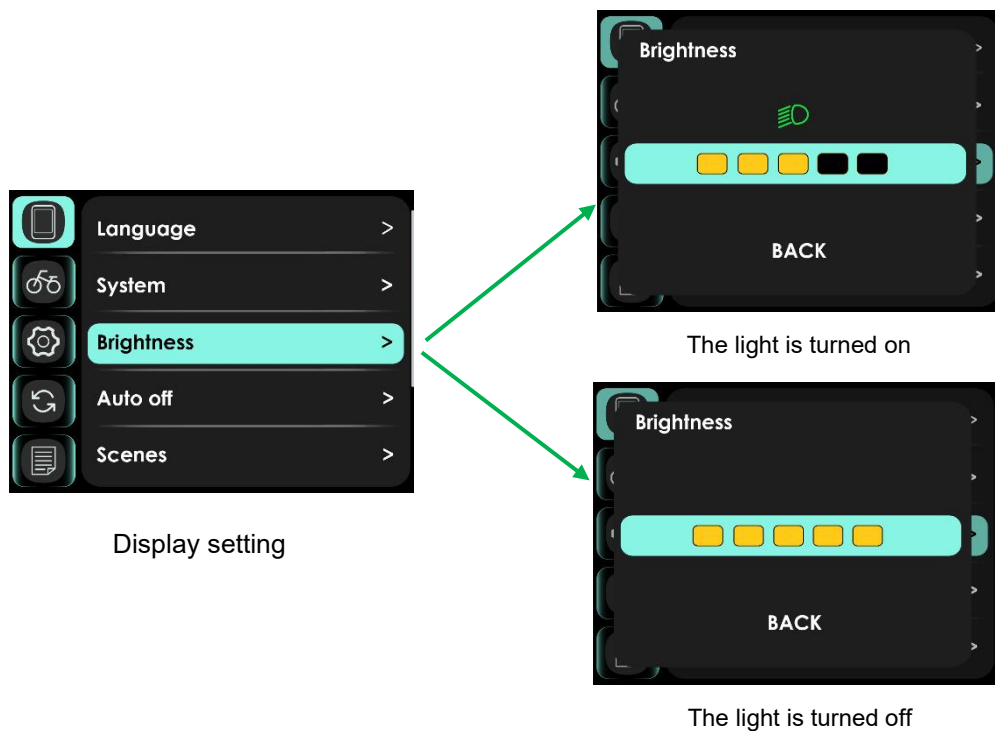 Language >
System >
Brightness >
Auto off >
Scenes >
Display setting
Brightness
BACK
The light is turned on
Brightness
BACK
The light is turned off